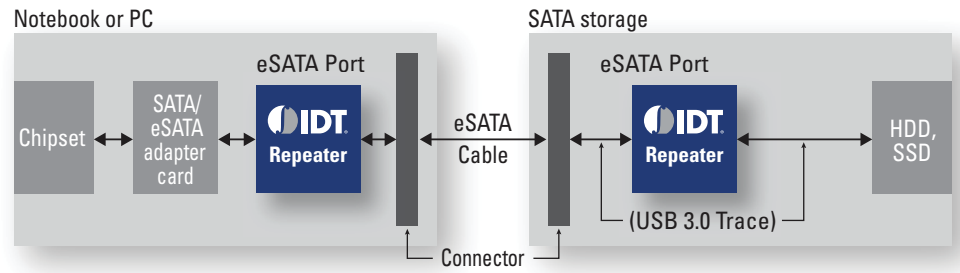 Notebook or PC
SATA storage
eSATA Port
eSATA Port
Chipset
SATA/
eSATA
adapter
card
IDT.
Repeater
eSATA
Cable
IDT.
Repeater
HDD,
SSD
(USB 3.0 Trace)
Connector